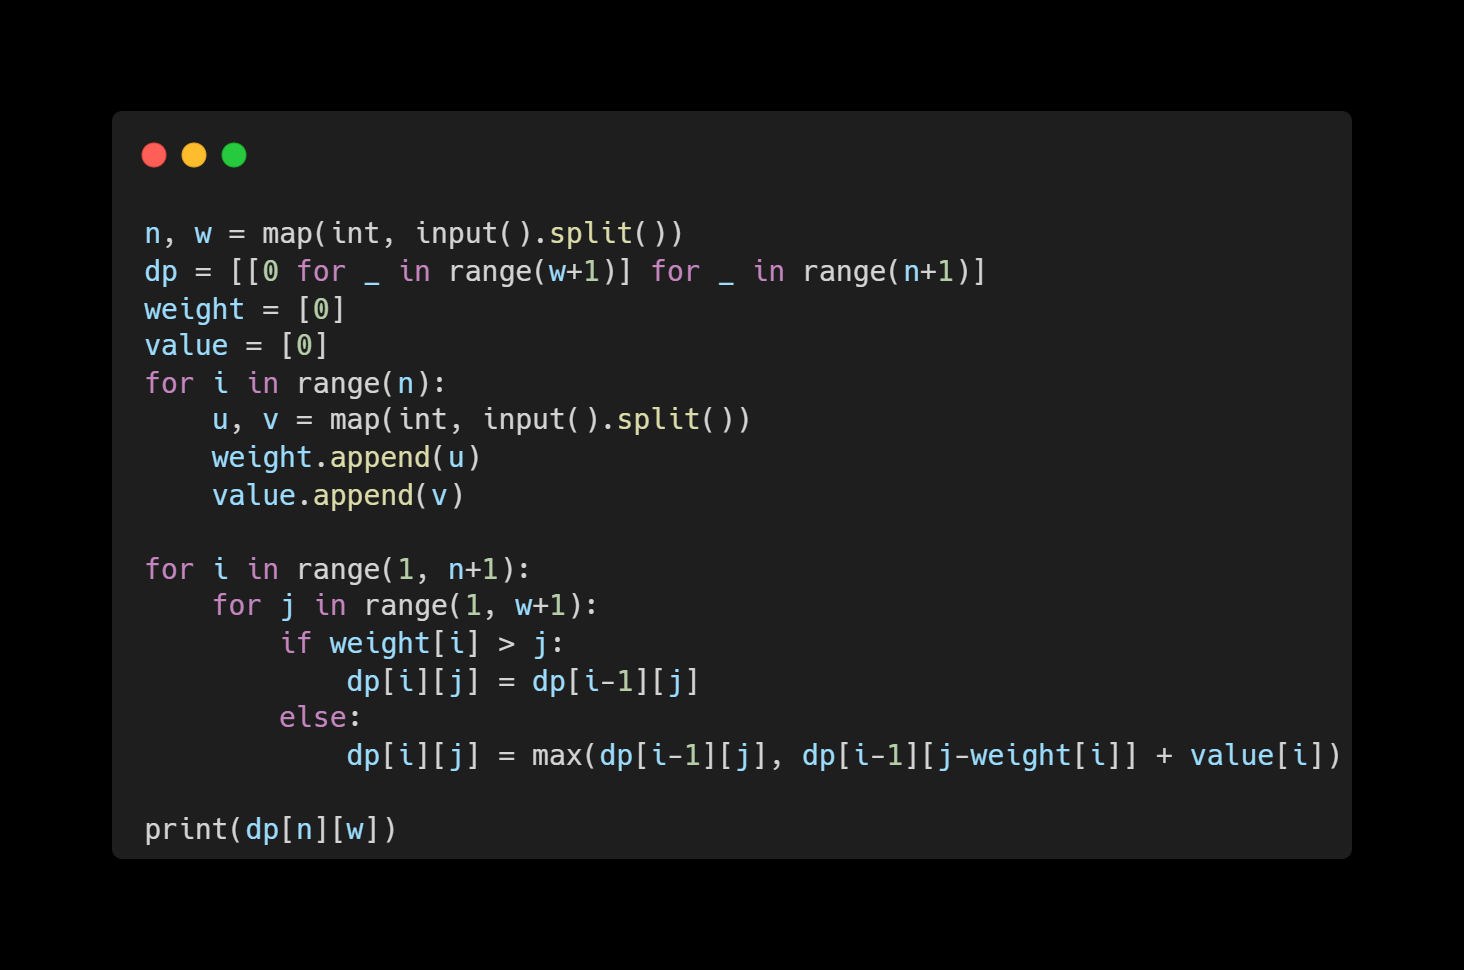 n, w = map(int, input().split())
dp = [[0 for _ in range(w+1)] for _ in range(n+1)]
weight = [0]
value = [0]
for i in range(n):
    u, v = map(int, input().split())
    weight.append(u)
    value.append(v)

for i in range(1, n+1):
    for j in range(1, w+1):
        if weight[i] > j:
            dp[i][j] = dp[i-1][j]
        else:
            dp[i][j] = max(dp[i-1][j], dp[i-1][j-weight[i]] + value[i])

print(dp[n][w])